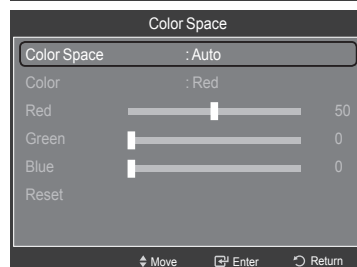 Color Space
Color Space : Auto
Color : Red
Red 50
Green 0
Blue 0
Reset
Move Enter Return